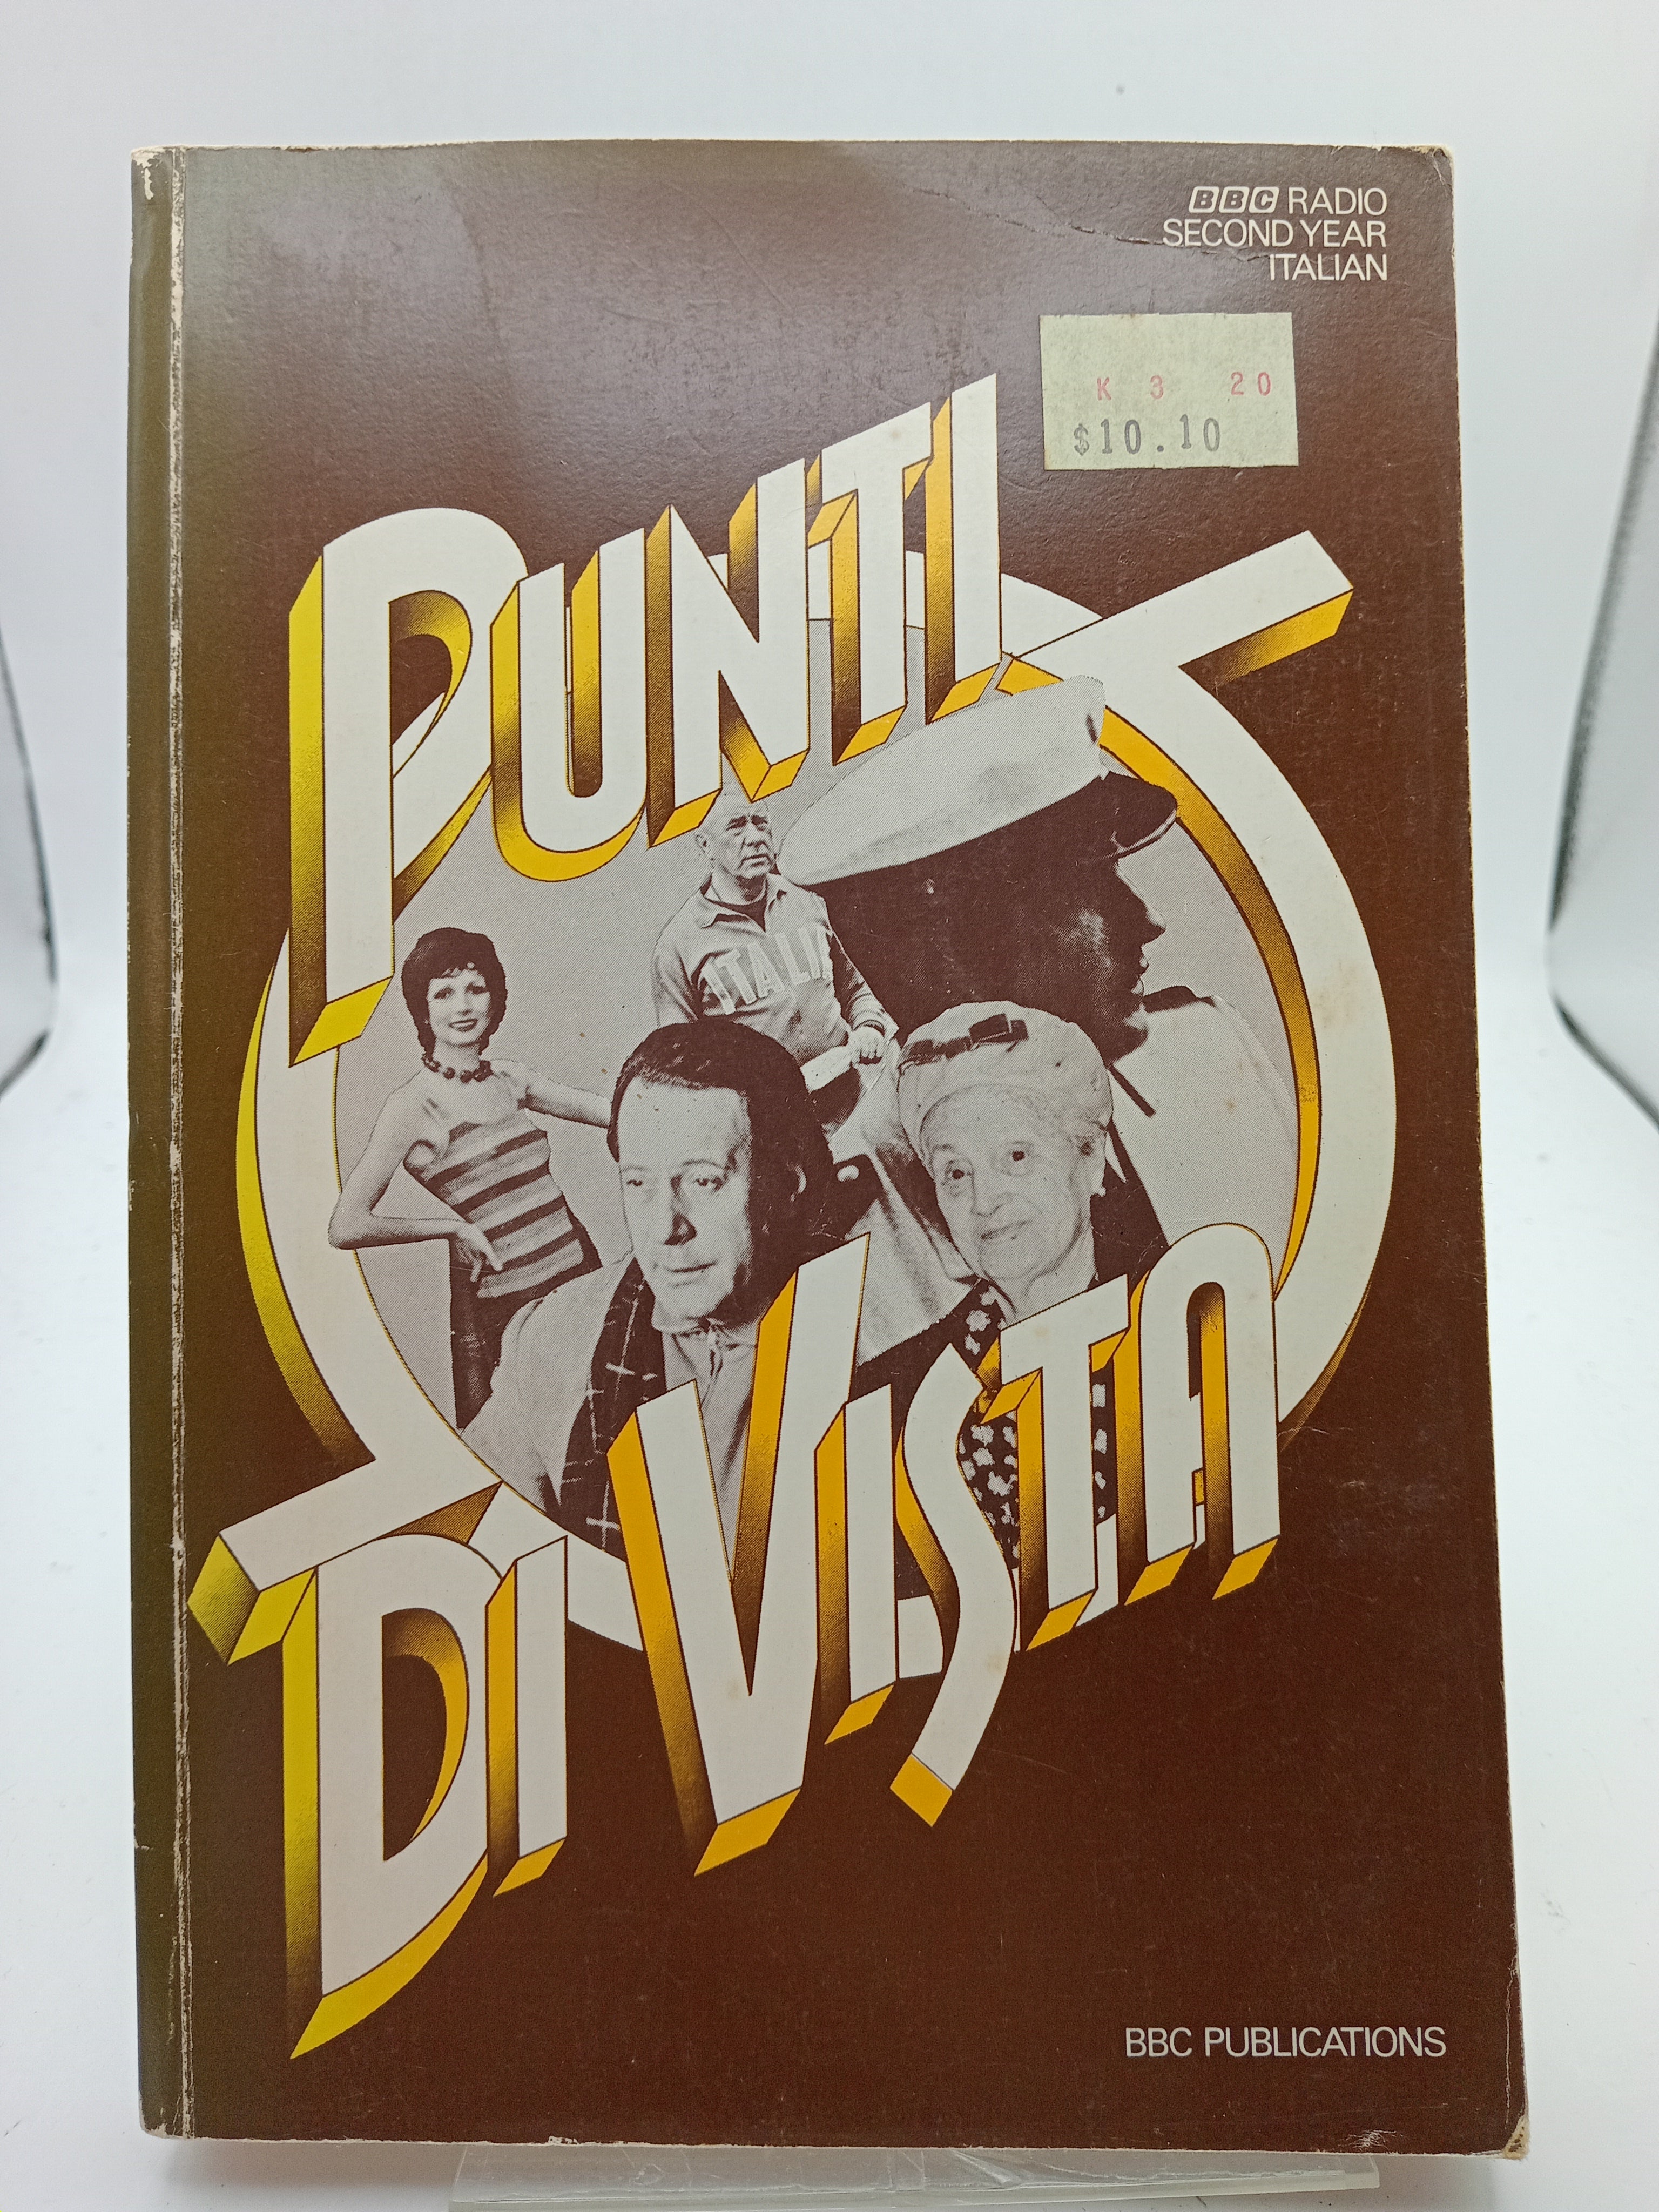 BBC RADIO
SECOND YEAR
ITALIAN
K 3 20
$10.10
PUNTI
ITALIA
DI VISTA
BBC PUBLICATIONS